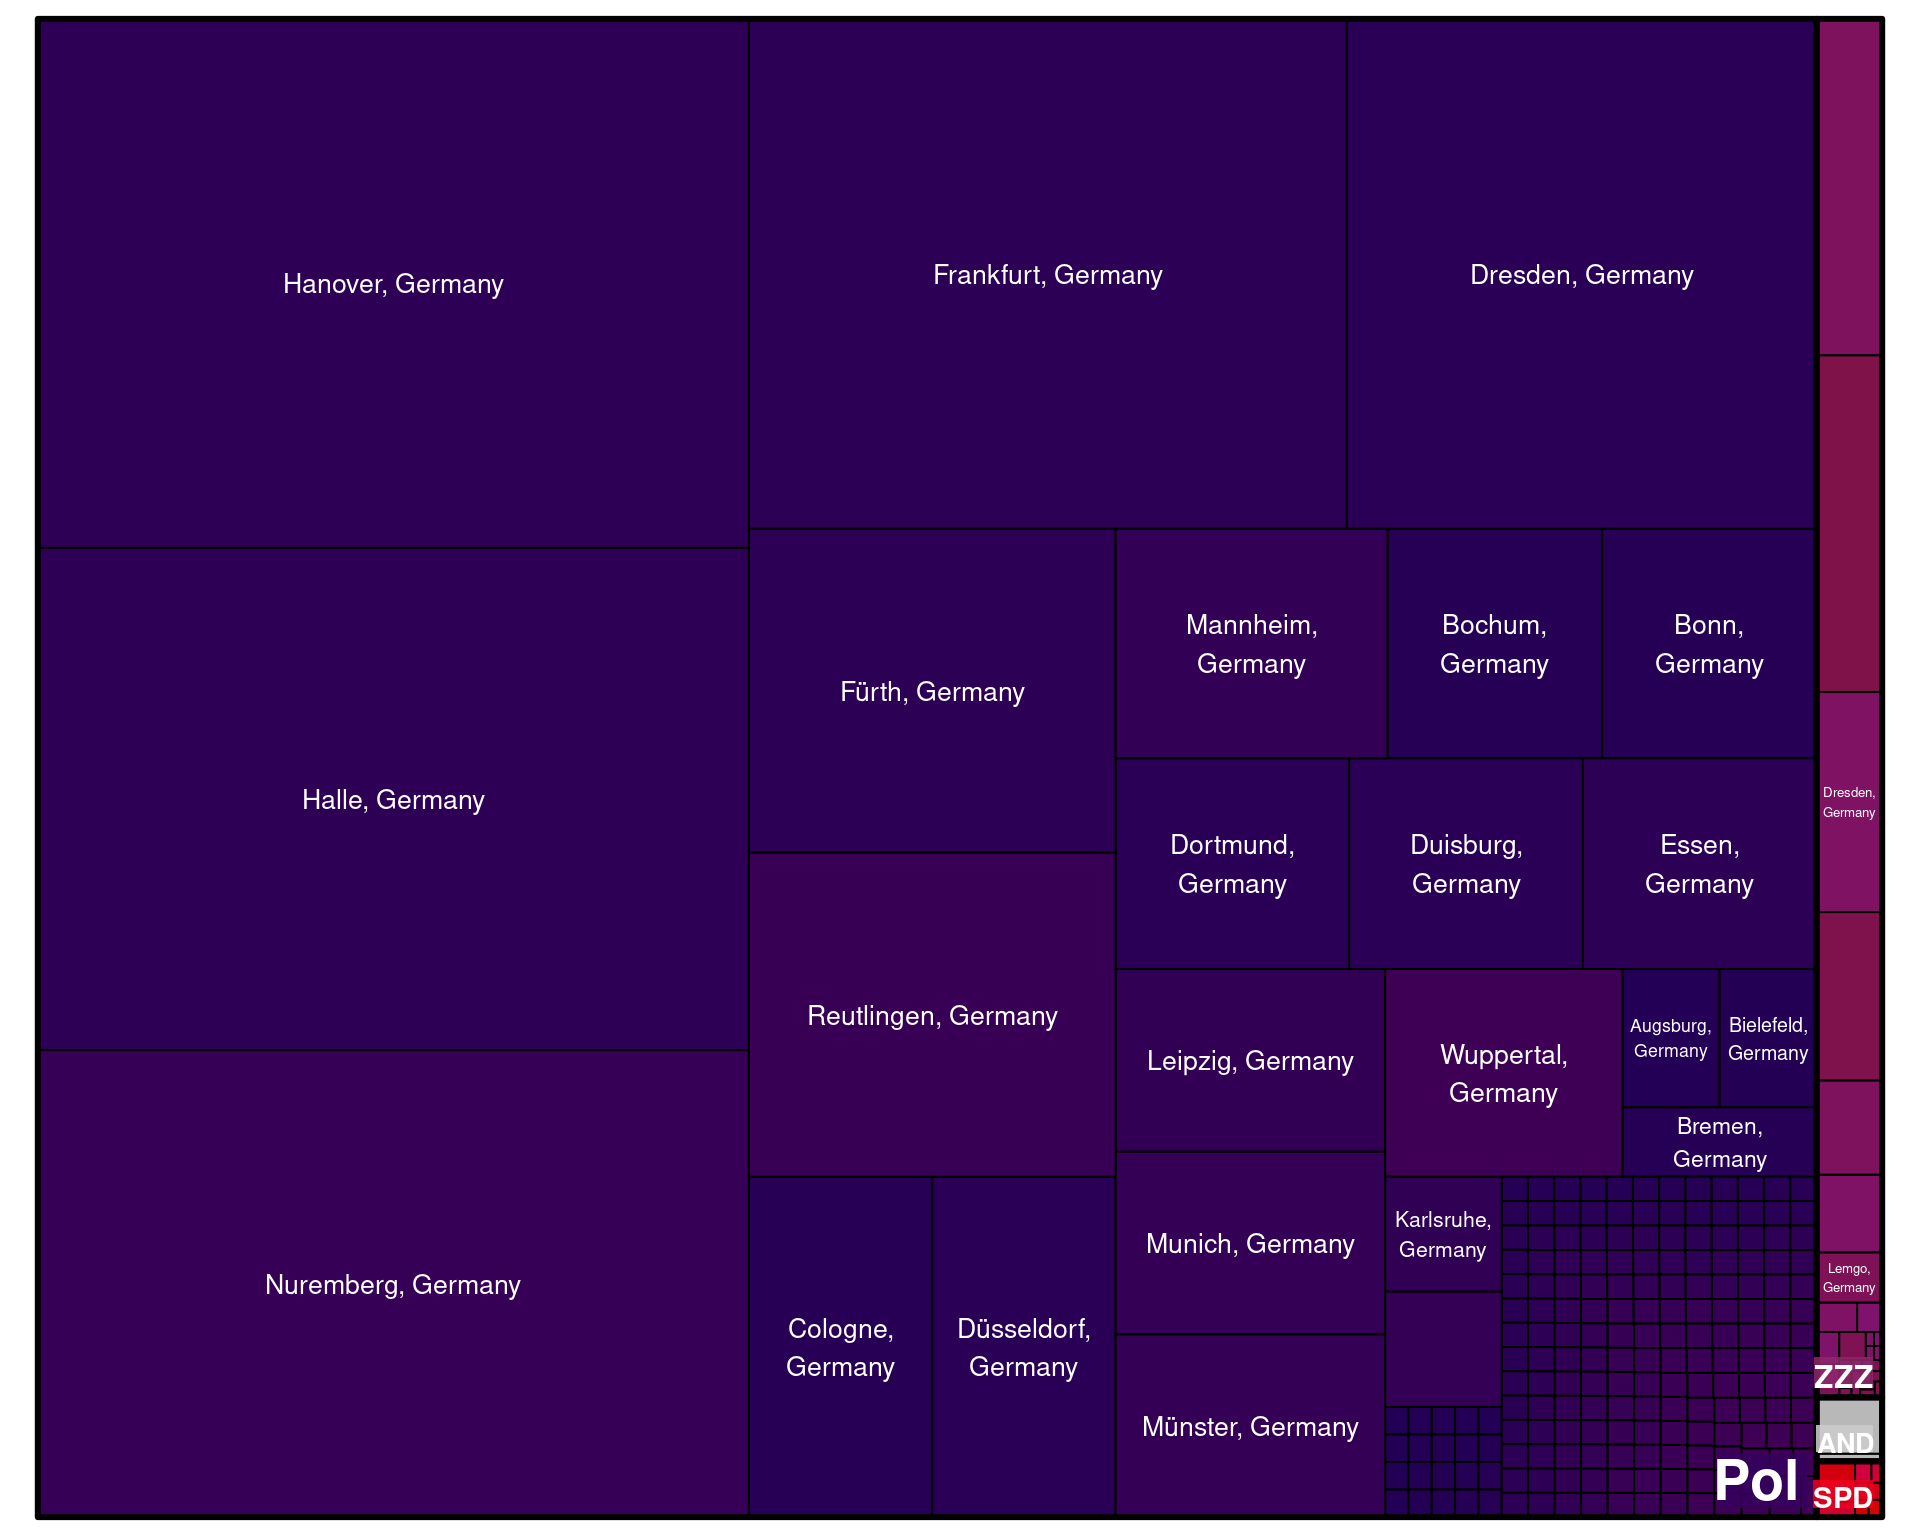 Hanover, Germany
Frankfurt, Germany
Dresden, Germany
Halle, Germany
Nuremberg, Germany
Fürth, Germany
Reutlingen, Germany
Cologne,
Germany
Düsseldorf,
Germany
Mannheim,
Germany
Bochum,
Germany
Bonn,
Germany
Dortmund,
Germany
Duisburg,
Germany
Essen,
Germany
Leipzig, Germany
Munich, Germany
Münster, Germany
Wuppertal,
Germany
Augsburg,
Germany
Bielefeld,
Germany
Bremen,
Germany
Karlsruhe,
Germany
Pol
Dresden,
Germany
Lemgo,
Germany
ZZZ
AND
SPD